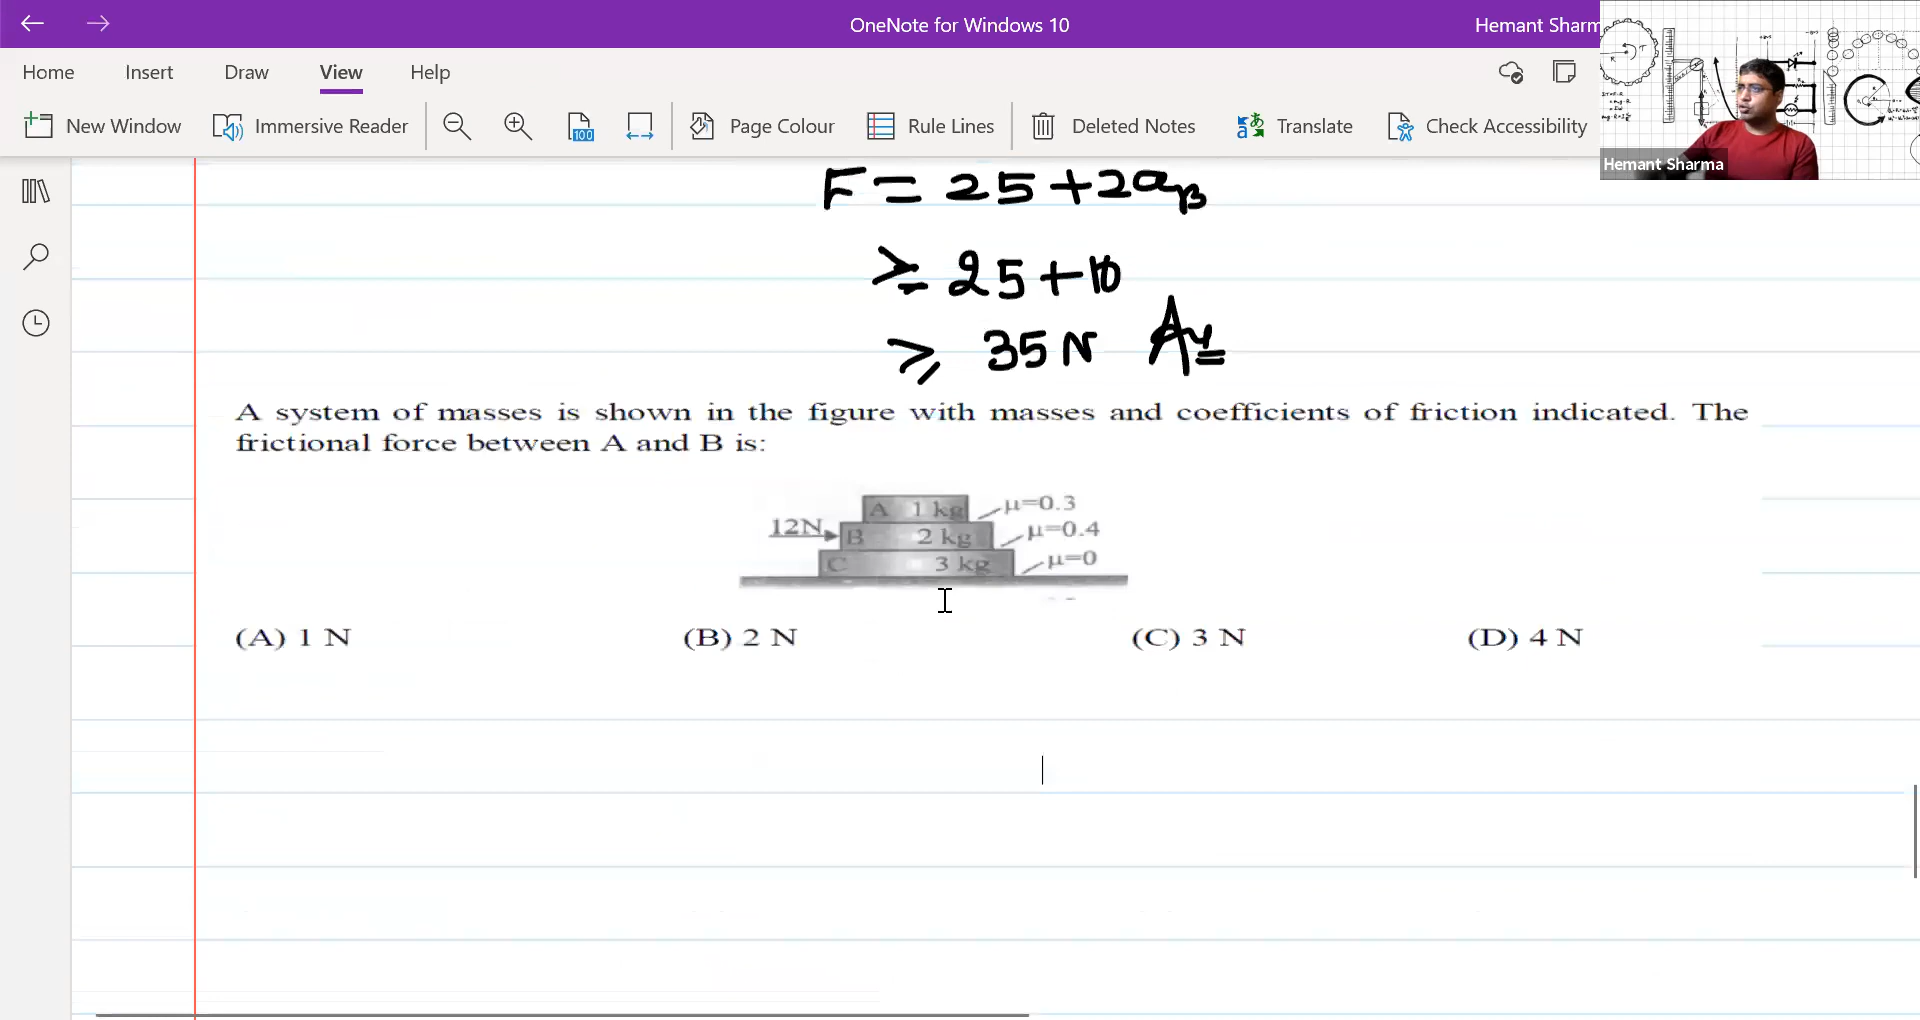 OneNote for Windows 10
Hemant Sharm
Home Insert Draw View Help
New Window Immersive Reader 100 Page Colour Rule Lines Deleted Notes Translate Check Accessibility
Hemant Sharma
F = 25 + 2aB
≥ 25 + 10
≥ 35 N
A system of masses is shown in the figure with masses and coefficients of friction indicated. The
frictional force between A and B is:
A 1 kg μ=0.3
12N B 2 kg μ=0.4
C 3 kg μ=0
(A) 1 N (B) 2 N (C) 3 N (D) 4 N